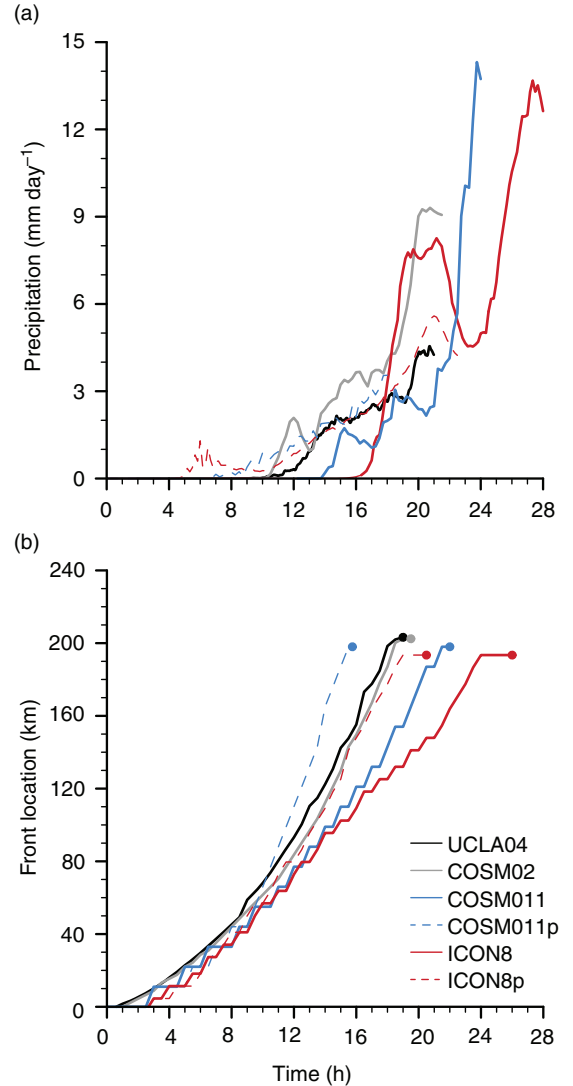 (a)
15
12
9
6
3
0
Precipitation (mm day⁻¹)
0 4 8 12 16 20 24 28
(b)
240
200
160
120
80
40
0
Front location (km)
UCLA04
COSM02
COSM011
COSM011p
ICON8
ICON8p
0 4 8 12 16 20 24 28
Time (h)